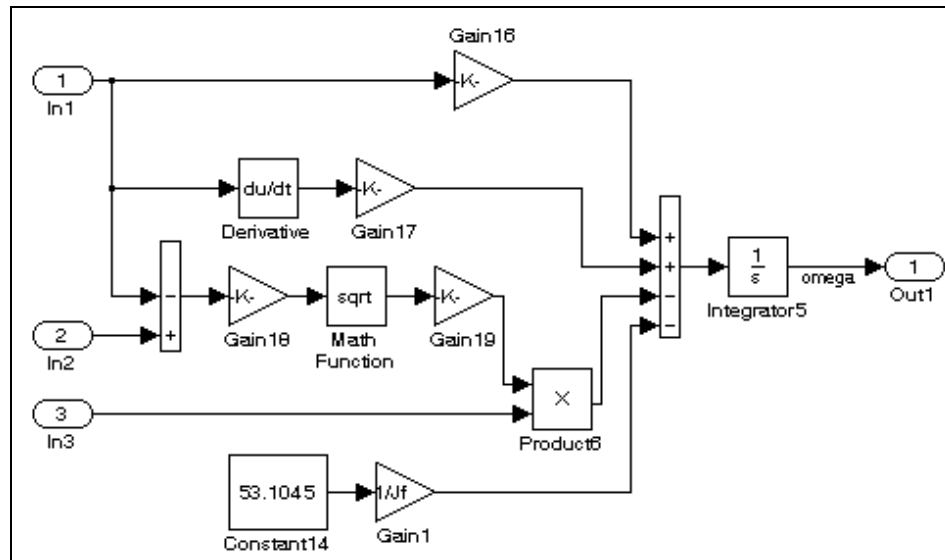 Gain16
1
-K-
In1
du/dt
-K-
Derivative
Gain17
+
+
1
s
omega
1
−
-K-
sqrt
-K-
−
Integrator5
Out1
2
+
Gain18
Math
Function
Gain19
−
In2
3
×
In3
Product6
53.1045
1/Jf
Constant14
Gain1